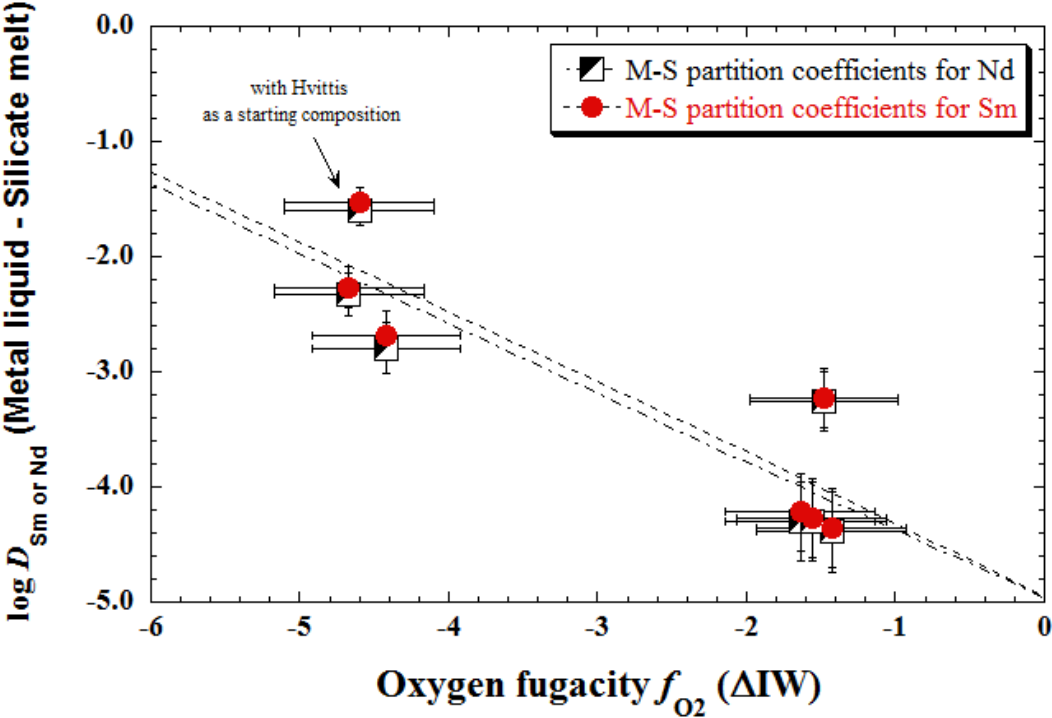 log D Sm or Nd (Metal liquid - Silicate melt)
0.0
-1.0
-2.0
-3.0
-4.0
-5.0
with Hvittis
as a starting composition
M-S partition coefficients for Nd
M-S partition coefficients for Sm
-6 -5 -4 -3 -2 -1 0
Oxygen fugacity fO2 (ΔIW)